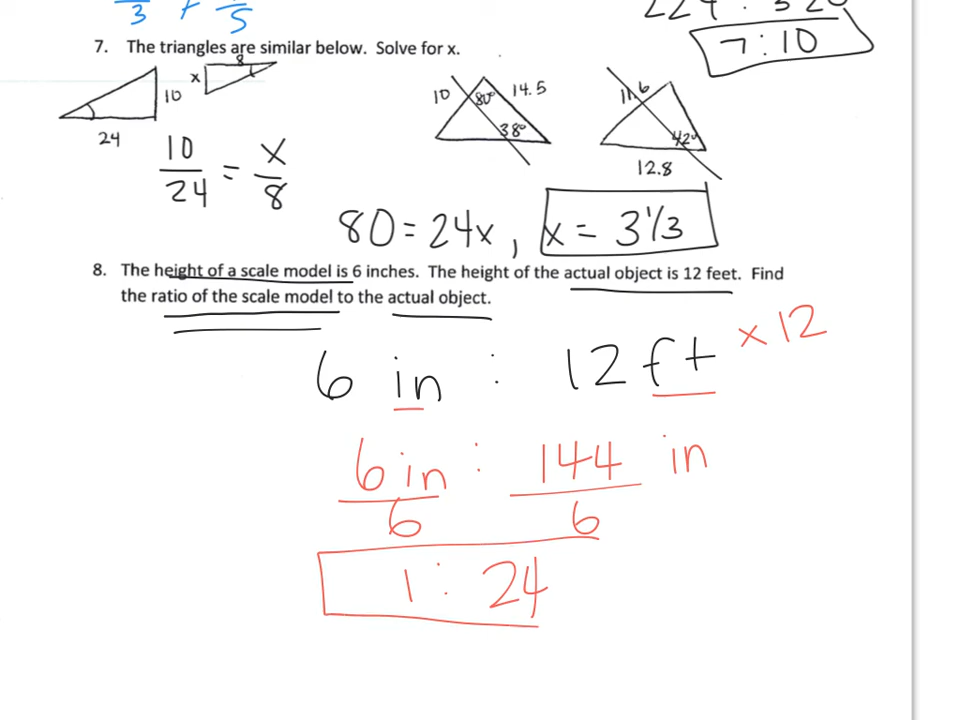 3 + 5
7 : 10
7. The triangles are similar below. Solve for x.
x 8
10
24
10 80° 14.5
38°
42°
12.8
10/24 = x/8
80 = 24x, x = 3 1/3
8. The height of a scale model is 6 inches. The height of the actual object is 12 feet. Find
the ratio of the scale model to the actual object.
6 in : 12 ft x 12
6 in : 144 in
6 6
1 : 24